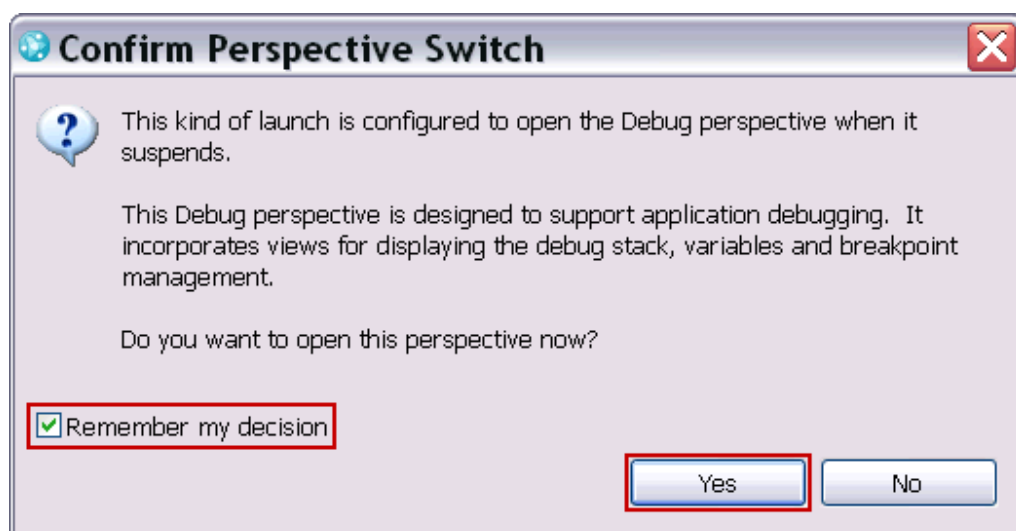 Confirm Perspective Switch
This kind of launch is configured to open the Debug perspective when it
suspends.
This Debug perspective is designed to support application debugging. It
incorporates views for displaying the debug stack, variables and breakpoint
management.
Do you want to open this perspective now?
Remember my decision
Yes No